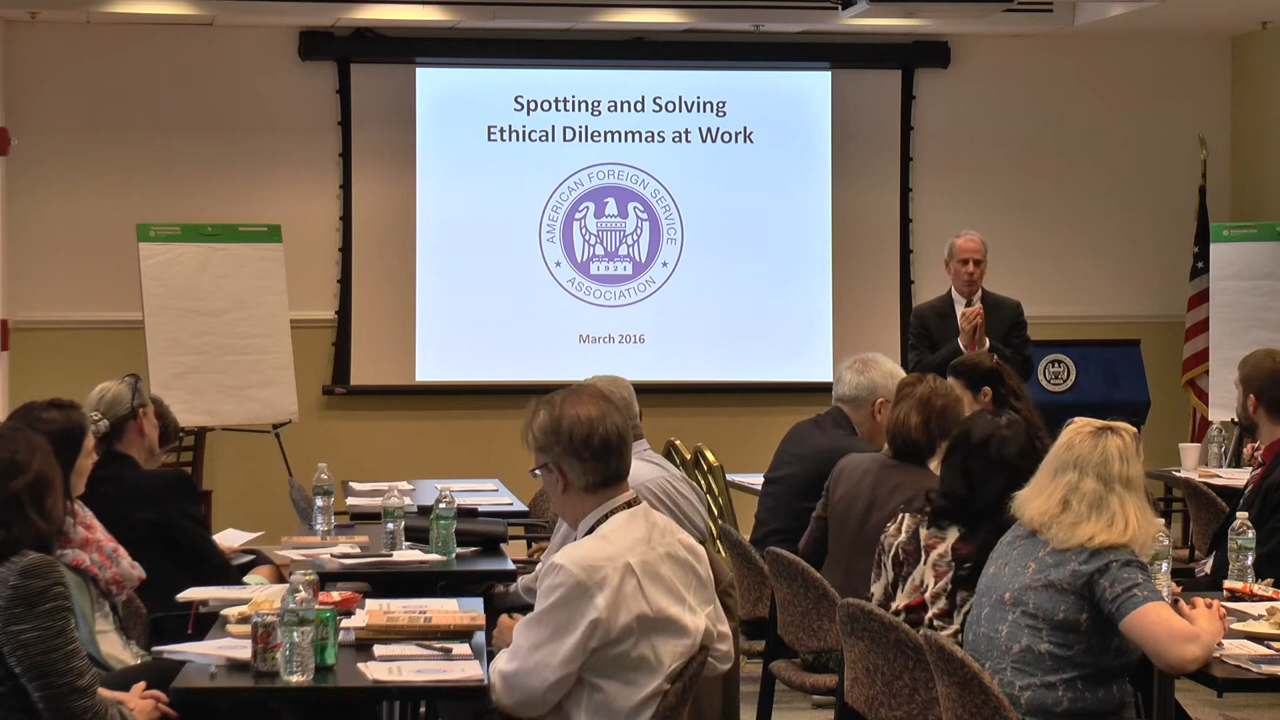 Spotting and Solving
Ethical Dilemmas at Work
AMERICAN FOREIGN SERVICE
ASSOCIATION
1924
March 2016